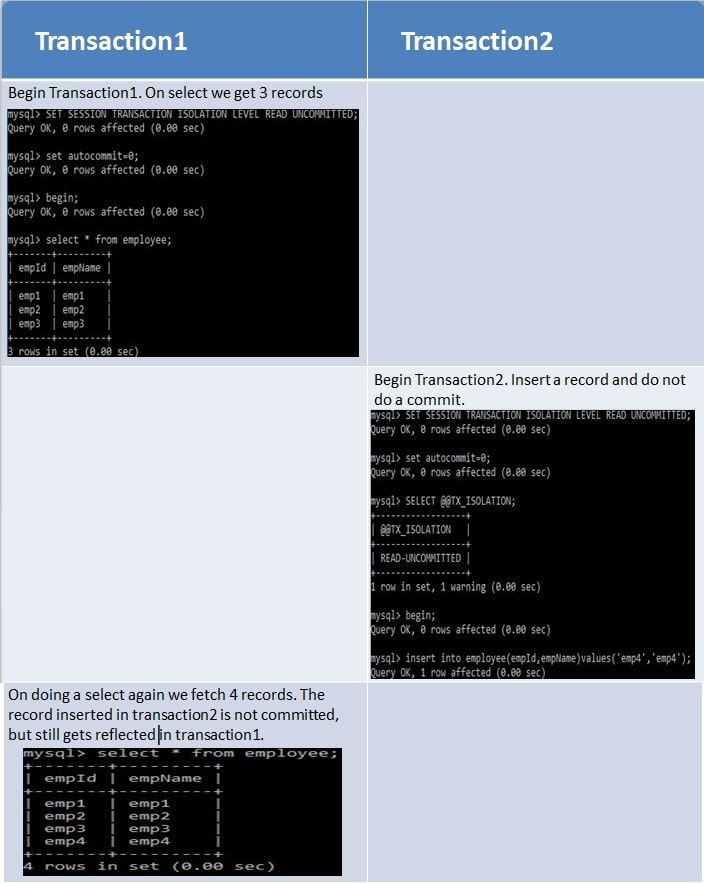 Transaction1
Transaction2
Begin Transaction1. On select we get 3 records
mysql> SET SESSION TRANSACTION ISOLATION LEVEL READ UNCOMMITTED;
Query OK, 0 rows affected (0.00 sec)
mysql> set autocommit=0;
Query OK, 0 rows affected (0.00 sec)
mysql> begin;
Query OK, 0 rows affected (0.00 sec)
mysql> select * from employee;
+-------+---------+
| empId | empName |
+-------+---------+
| emp1 | emp1 |
| emp2 | emp2 |
| emp3 | emp3 |
+-------+---------+
3 rows in set (0.00 sec)
Begin Transaction2. Insert a record and do not
do a commit.
mysql> SET SESSION TRANSACTION ISOLATION LEVEL READ UNCOMMITTED;
Query OK, 0 rows affected (0.00 sec)
mysql> set autocommit=0;
Query OK, 0 rows affected (0.00 sec)
mysql> SELECT @@TX_ISOLATION;
+------------------+
| @@TX_ISOLATION |
+------------------+
| READ-UNCOMMITTED |
+------------------+
1 row in set, 1 warning (0.00 sec)
mysql> begin;
Query OK, 0 rows affected (0.00 sec)
mysql> insert into employee(empId,empName)values('emp4','emp4');
Query OK, 1 row affected (0.00 sec)
On doing a select again we fetch 4 records. The
record inserted in transaction2 is not committed,
but still gets reflected in transaction1.
mysql> select * from employee;
+-------+---------+
| empId | empName |
+-------+---------+
| emp1 | emp1 |
| emp2 | emp2 |
| emp3 | emp3 |
| emp4 | emp4 |
+-------+---------+
4 rows in set (0.00 sec)